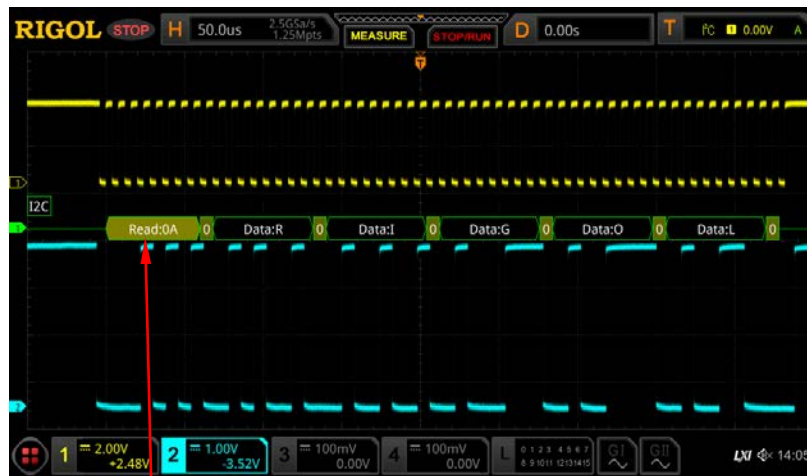 RIGOL STOP H 50.0us 2.5GSa/s 1.25Mpts MEASURE STOP/RUN D 0.00s T I²C 1 0.00V A
T
1
I2C
Read:0A 0 Data:R 0 Data:I 0 Data:G 0 Data:O 0 Data:L 0
1 2.00V +2.48V 2 1.00V -3.52V 3 100mV 0.00V 4 100mV 0.00V L 0 1 2 3 4 5 6 7 8 9 10 11 12 13 14 15 GI GII LXI 14:05